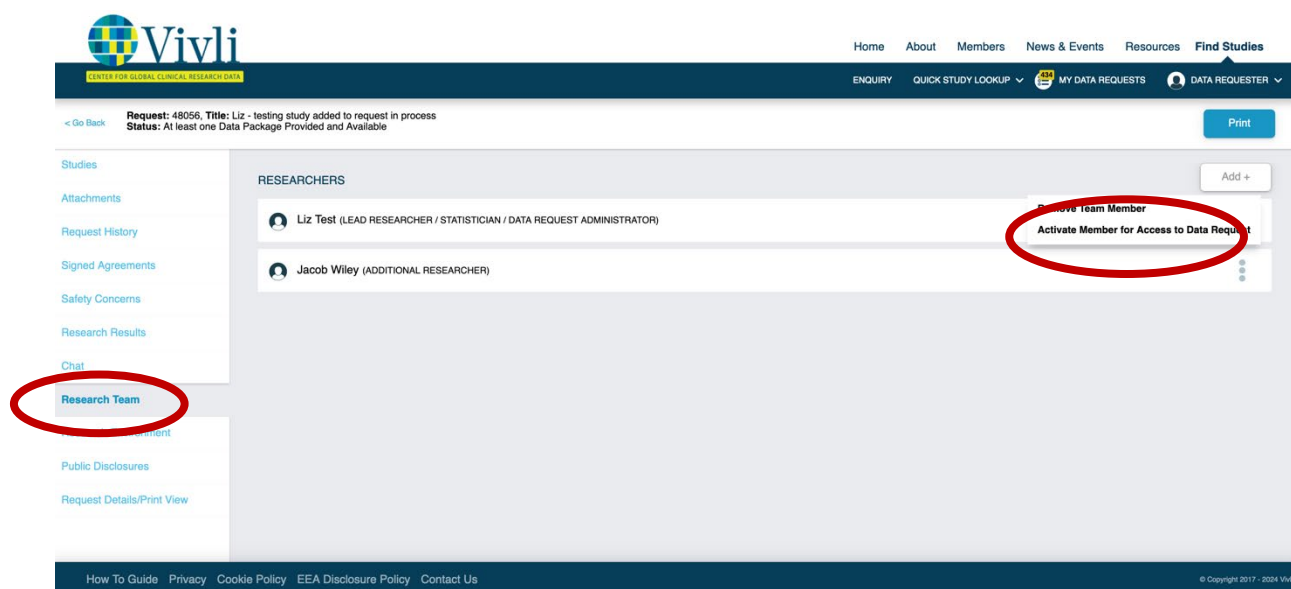 Vivli
CENTER FOR GLOBAL CLINICAL RESEARCH DATA
Home About Members News & Events Resources Find Studies
ENQUIRY QUICK STUDY LOOKUP 434 MY DATA REQUESTS DATA REQUESTER
< Go Back
Request: 48056, Title: Liz - testing study added to request in process
Status: At least one Data Package Provided and Available
Print
Studies
Attachments
Request History
Signed Agreements
Safety Concerns
Research Results
Chat
Research Team
Public Disclosures
Request Details/Print View
RESEARCHERS
Add +
Liz Test (LEAD RESEARCHER / STATISTICIAN / DATA REQUEST ADMINISTRATOR)
Remove Team Member
Activate Member for Access to Data Request
Jacob Wiley (ADDITIONAL RESEARCHER)
How To Guide Privacy Cookie Policy EEA Disclosure Policy Contact Us
© Copyright 2017 - 2024 Vivli